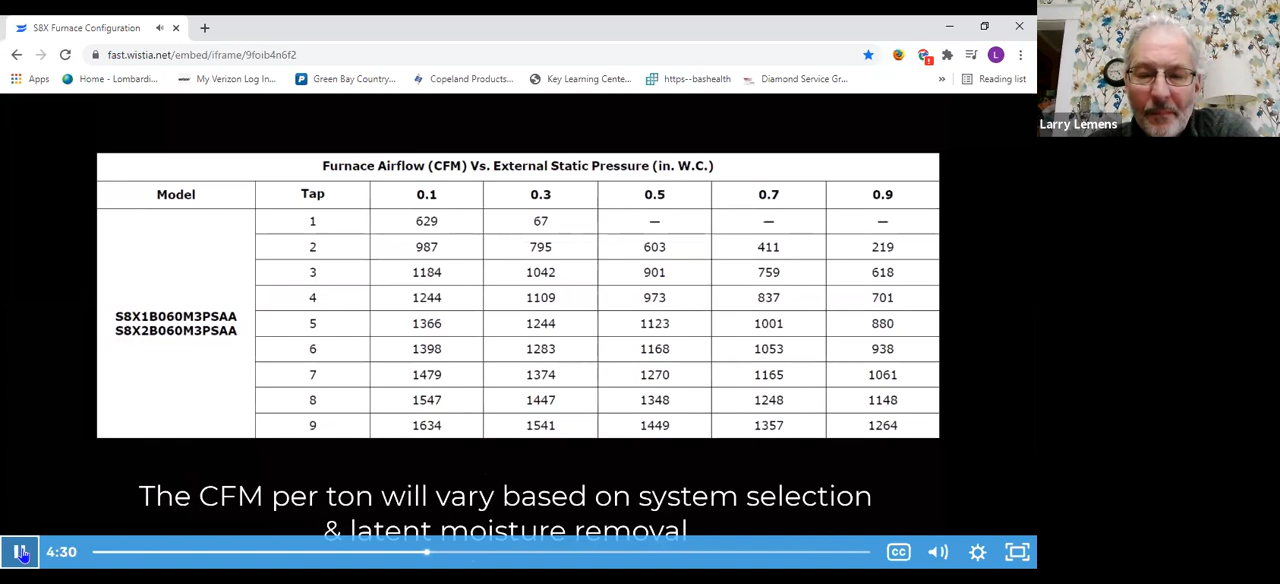 S8X Furnace Configuration
fast.wistia.net/embed/iframe/9foib4n6f2
Apps Home - Lombardi... My Verizon Log In... Green Bay Country... Copeland Products... Key Learning Cente... https--bashealth Diamond Service Gr... » Reading list
L
Larry Lemens
Furnace Airflow (CFM) Vs. External Static Pressure (in. W.C.)
Model Tap 0.1 0.3 0.5 0.7 0.9
1 629 67 — — —
2 987 795 603 411 219
3 1184 1042 901 759 618
4 1244 1109 973 837 701
S8X1B060M3PSAA
S8X2B060M3PSAA
5 1366 1244 1123 1001 880
6 1398 1283 1168 1053 938
7 1479 1374 1270 1165 1061
8 1547 1447 1348 1248 1148
9 1634 1541 1449 1357 1264
The CFM per ton will vary based on system selection
& latent moisture removal
4:30 CC